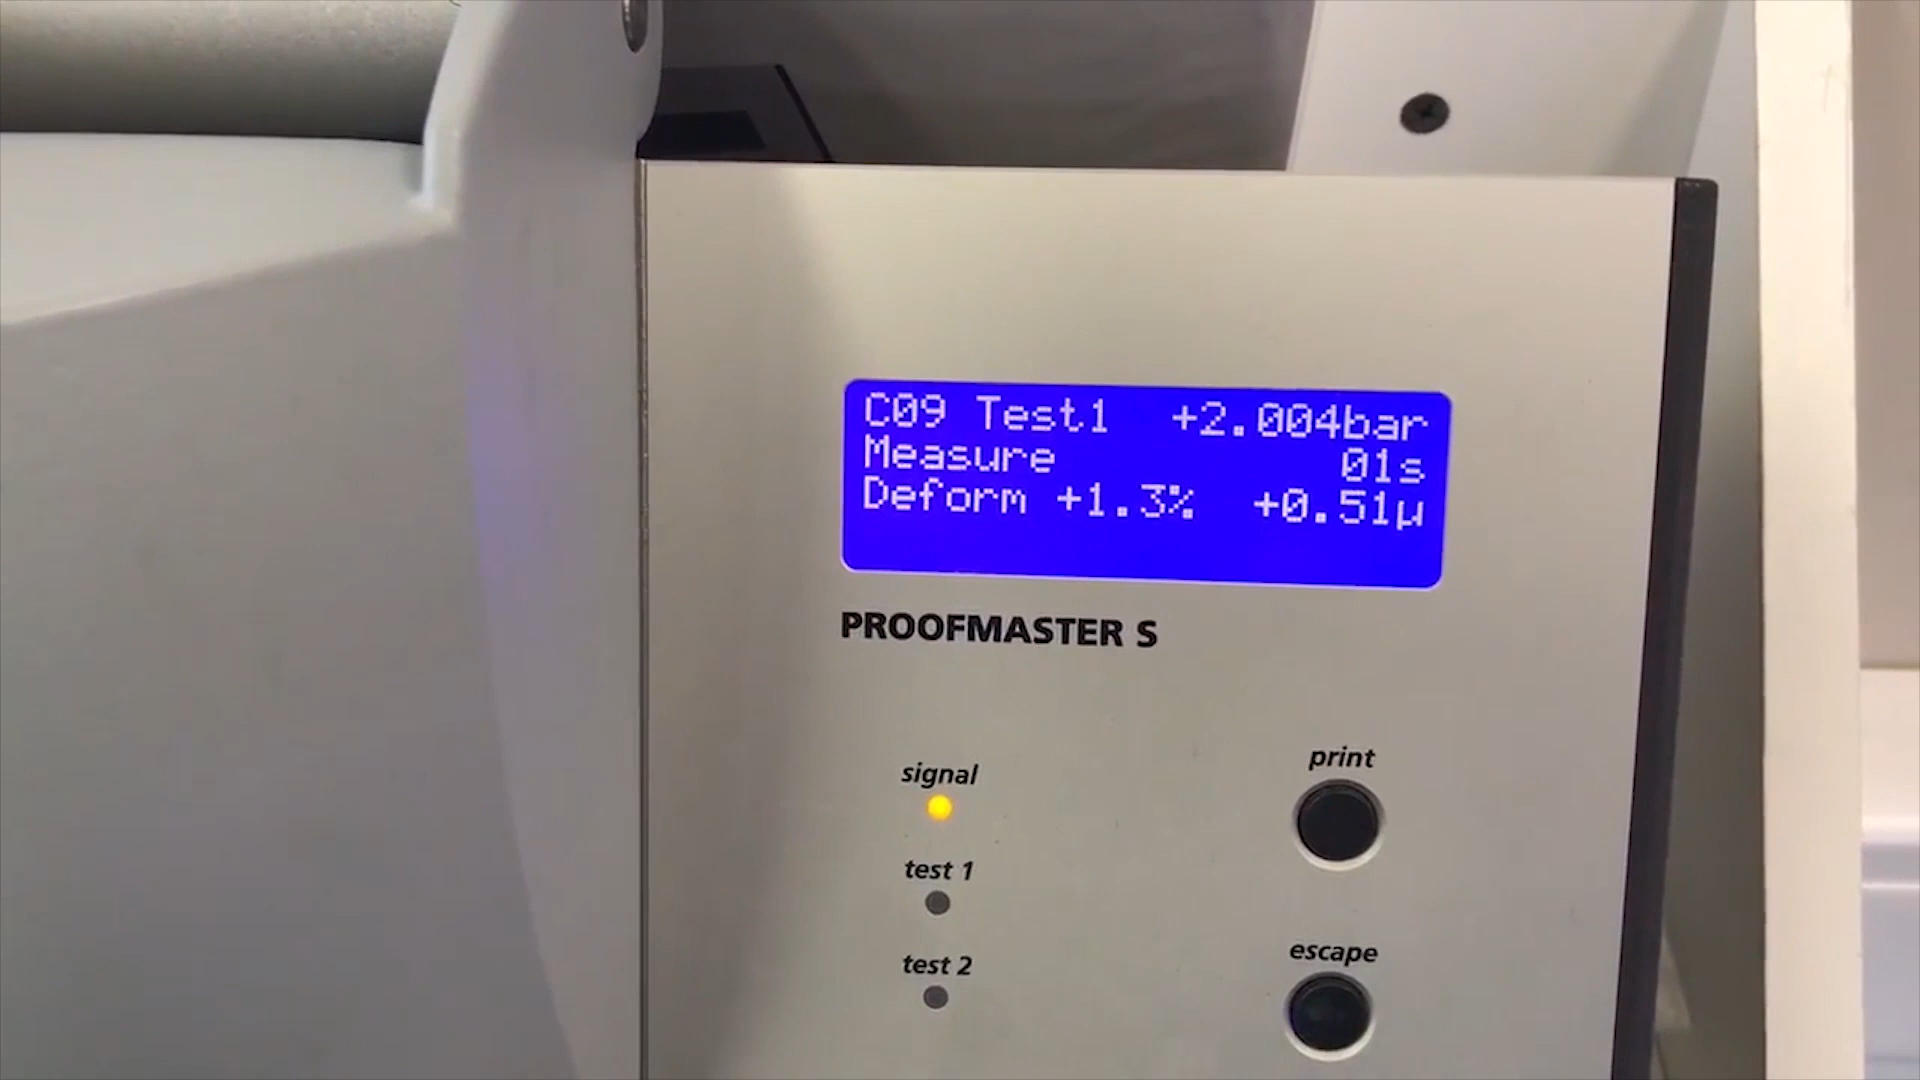 C09 Test1 +2.004bar
Measure 01s
Deform +1.3% +0.51µ
PROOFMASTER S
signal
print
test 1
test 2
escape